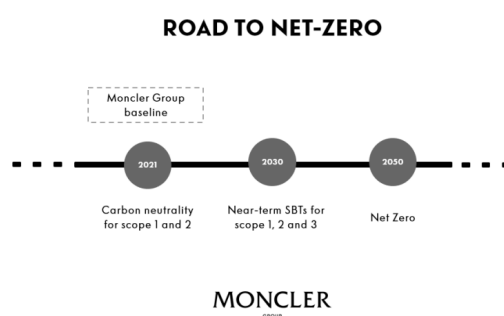 ROAD TO NET-ZERO
Moncler Group
baseline
2021
2030
2050
Carbon neutrality
for scope 1 and 2
Near-term SBTs for
scope 1, 2 and 3
Net Zero
MONCLER
GROUP